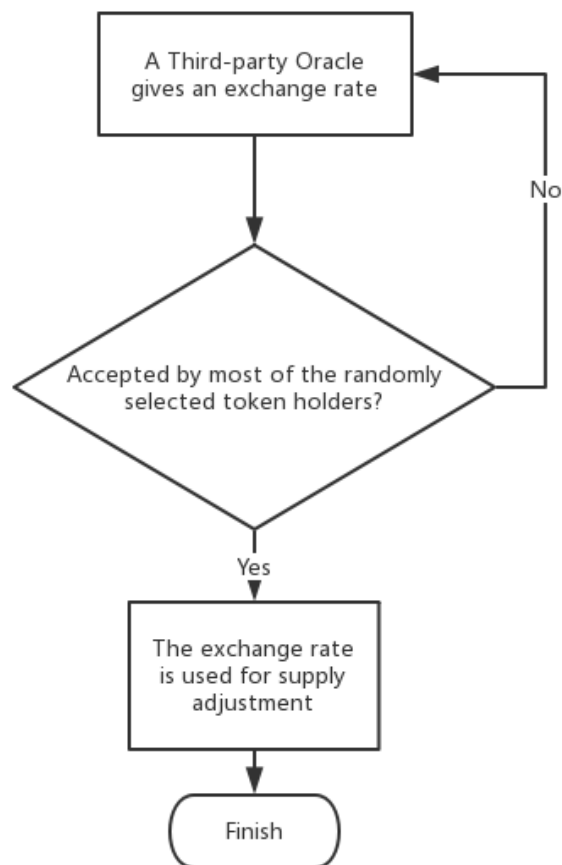 A Third-party Oracle
gives an exchange rate
No
Accepted by most of the randomly
selected token holders?
Yes
The exchange rate
is used for supply
adjustment
Finish